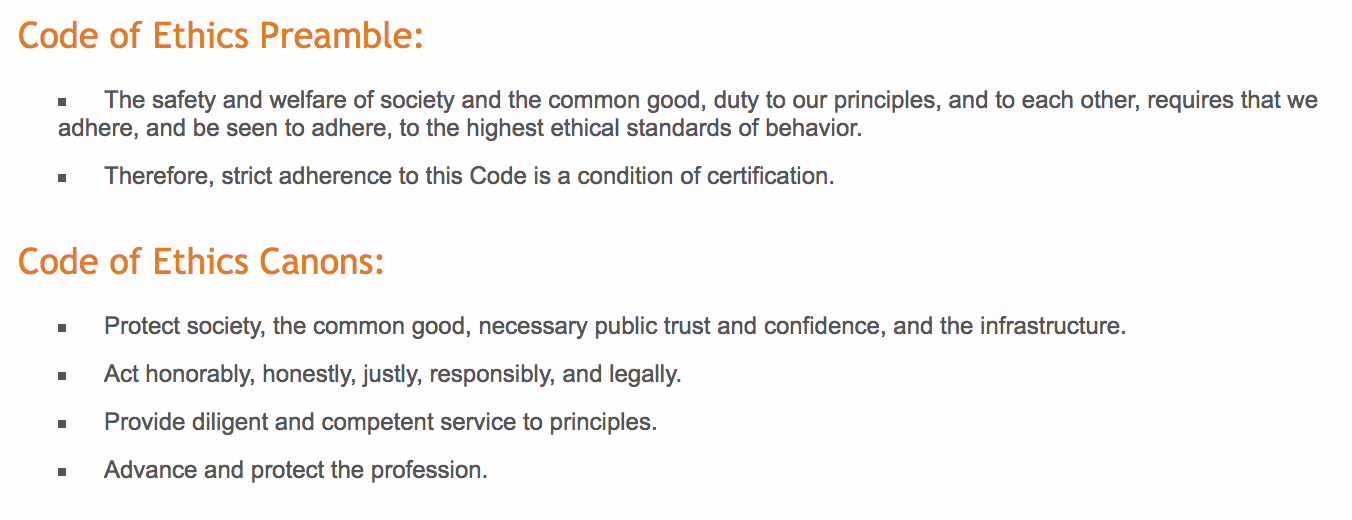 Code of Ethics Preamble:
▪ The safety and welfare of society and the common good, duty to our principles, and to each other, requires that we
adhere, and be seen to adhere, to the highest ethical standards of behavior.
▪ Therefore, strict adherence to this Code is a condition of certification.
Code of Ethics Canons:
▪ Protect society, the common good, necessary public trust and confidence, and the infrastructure.
▪ Act honorably, honestly, justly, responsibly, and legally.
▪ Provide diligent and competent service to principles.
▪ Advance and protect the profession.